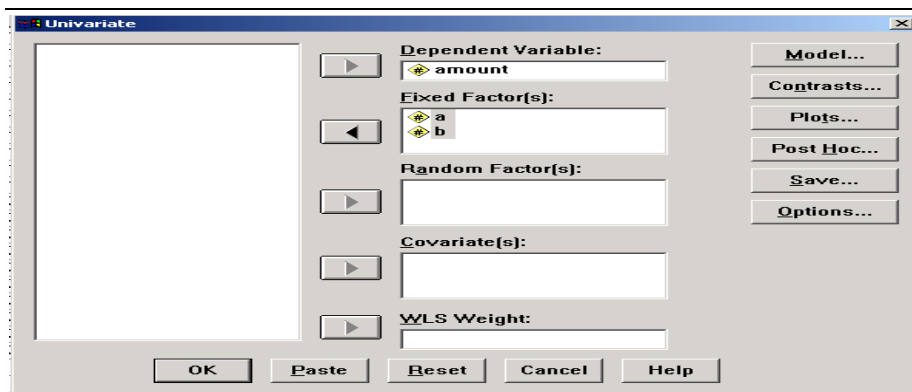 Univariate
Dependent Variable:
# amount
Fixed Factor(s):
# a
# b
Random Factor(s):
Covariate(s):
WLS Weight:
Model...
Contrasts...
Plots...
Post Hoc...
Save...
Options...
OK
Paste
Reset
Cancel
Help